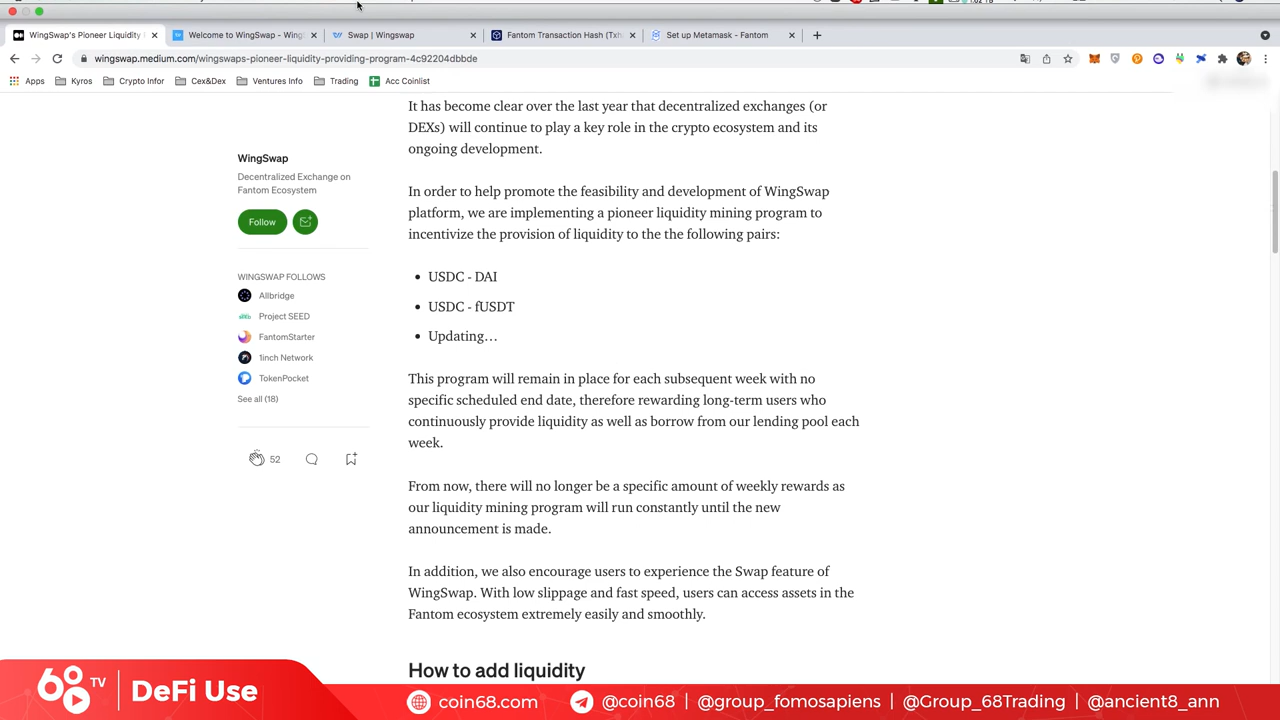 WingSwap's Pioneer Liquidity
Welcome to WingSwap - Wing
Swap | Wingswap
Fantom Transaction Hash (Txh
Set up Metamask - Fantom
wingswap.medium.com/wingswaps-pioneer-liquidity-providing-program-4c92204dbbde
Apps
Kyros
Crypto Infor
Cex&Dex
Ventures Info
Trading
Acc Coinlist
It has become clear over the last year that decentralized exchanges (or
DEXs) will continue to play a key role in the crypto ecosystem and its
ongoing development.
In order to help promote the feasibility and development of WingSwap
platform, we are implementing a pioneer liquidity mining program to
incentivize the provision of liquidity to the the following pairs:
• USDC - DAI
• USDC - fUSDT
• Updating…
This program will remain in place for each subsequent week with no
specific scheduled end date, therefore rewarding long-term users who
continuously provide liquidity as well as borrow from our lending pool each
week.
From now, there will no longer be a specific amount of weekly rewards as
our liquidity mining program will run constantly until the new
announcement is made.
In addition, we also encourage users to experience the Swap feature of
WingSwap. With low slippage and fast speed, users can access assets in the
Fantom ecosystem extremely easily and smoothly.
How to add liquidity
WingSwap
Decentralized Exchange on
Fantom Ecosystem
Follow
WINGSWAP FOLLOWS
Allbridge
Project SEED
FantomStarter
1inch Network
TokenPocket
See all (18)
52
68 TV
DeFi Use
coin68.com
@coin68 | @group_fomosapiens | @Group_68Trading | @ancient8_ann